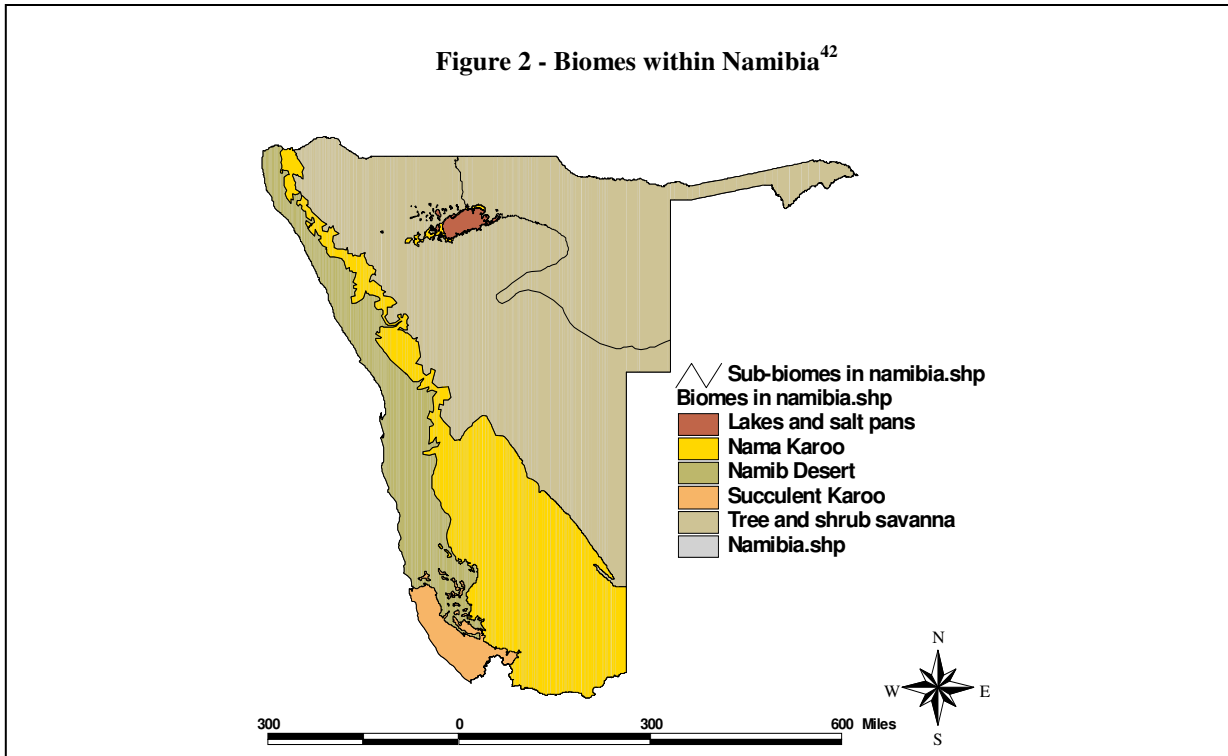 Figure 2 - Biomes within Namibia42
Sub-biomes in namibia.shp
Biomes in namibia.shp
Lakes and salt pans
Nama Karoo
Namib Desert
Succulent Karoo
Tree and shrub savanna
Namibia.shp
N
W E
S
300 0 300 600 Miles